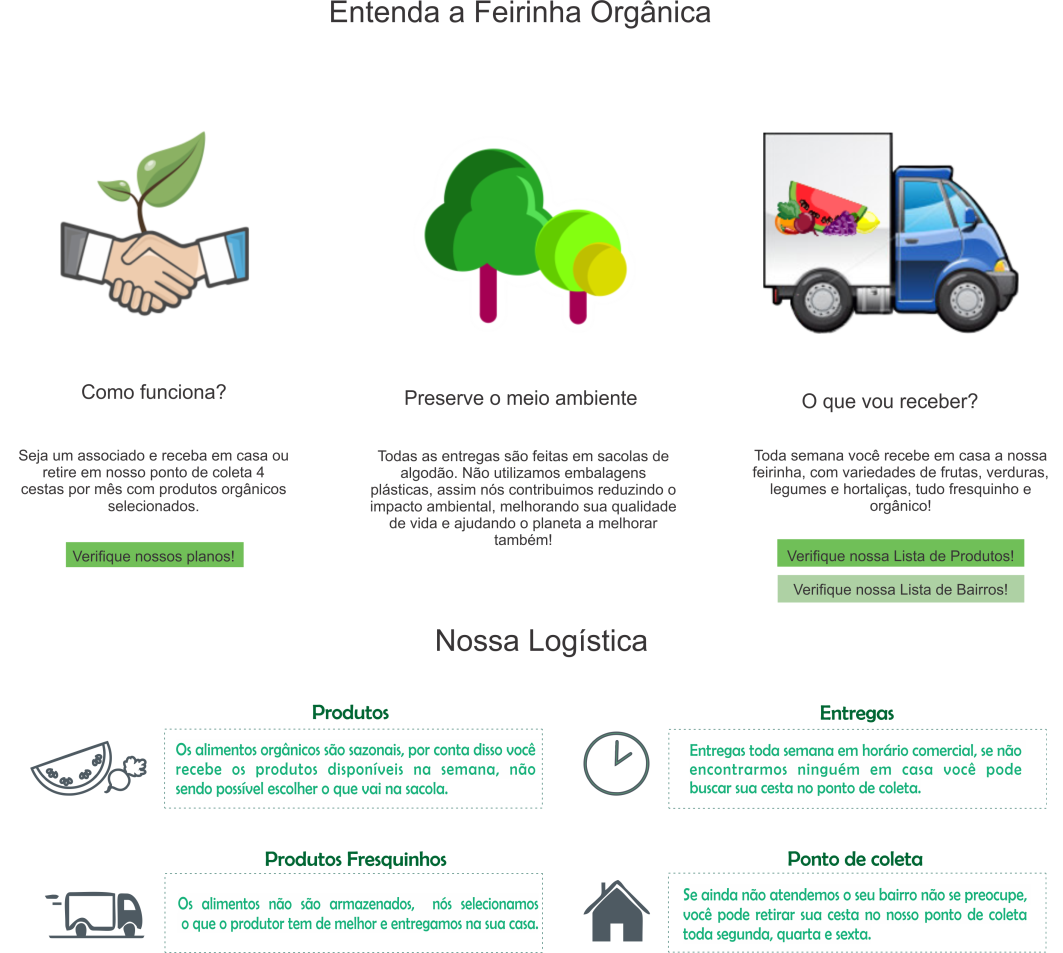 Entenda a Feirinha Orgânica
Como funciona?
Seja um associado e receba em casa ou
retire em nosso ponto de coleta 4
cestas por mês com produtos orgânicos
selecionados.
Verifique nossos planos!
Preserve o meio ambiente
Todas as entregas são feitas em sacolas de
algodão. Não utilizamos embalagens
plásticas, assim nós contribuimos reduzindo o
impacto ambiental, melhorando sua qualidade
de vida e ajudando o planeta a melhorar
também!
O que vou receber?
Toda semana você recebe em casa a nossa
feirinha, com variedades de frutas, verduras,
legumes e hortaliças, tudo fresquinho e
orgânico!
Verifique nossa Lista de Produtos!
Verifique nossa Lista de Bairros!
Nossa Logística
Produtos
Os alimentos orgânicos são sazonais, por conta disso você
recebe os produtos disponíveis na semana, não
sendo possível escolher o que vai na sacola.
Entregas
Entregas toda semana em horário comercial, se não
encontrarmos ninguém em casa você pode
buscar sua cesta no ponto de coleta.
Produtos Fresquinhos
Os alimentos não são armazenados, nós selecionamos
o que o produtor tem de melhor e entregamos na sua casa.
Ponto de coleta
Se ainda não atendemos o seu bairro não se preocupe,
você pode retirar sua cesta no nosso ponto de coleta
toda segunda, quarta e sexta.